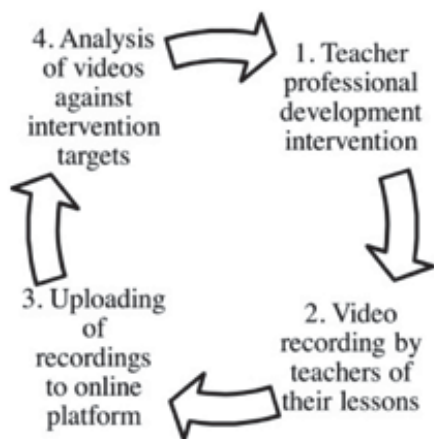 1. Teacher
professional
development
intervention
2. Video
recording by
teachers of
their lessons
3. Uploading
of
recordings
to online
platform
4. Analysis
of videos
against
intervention
targets